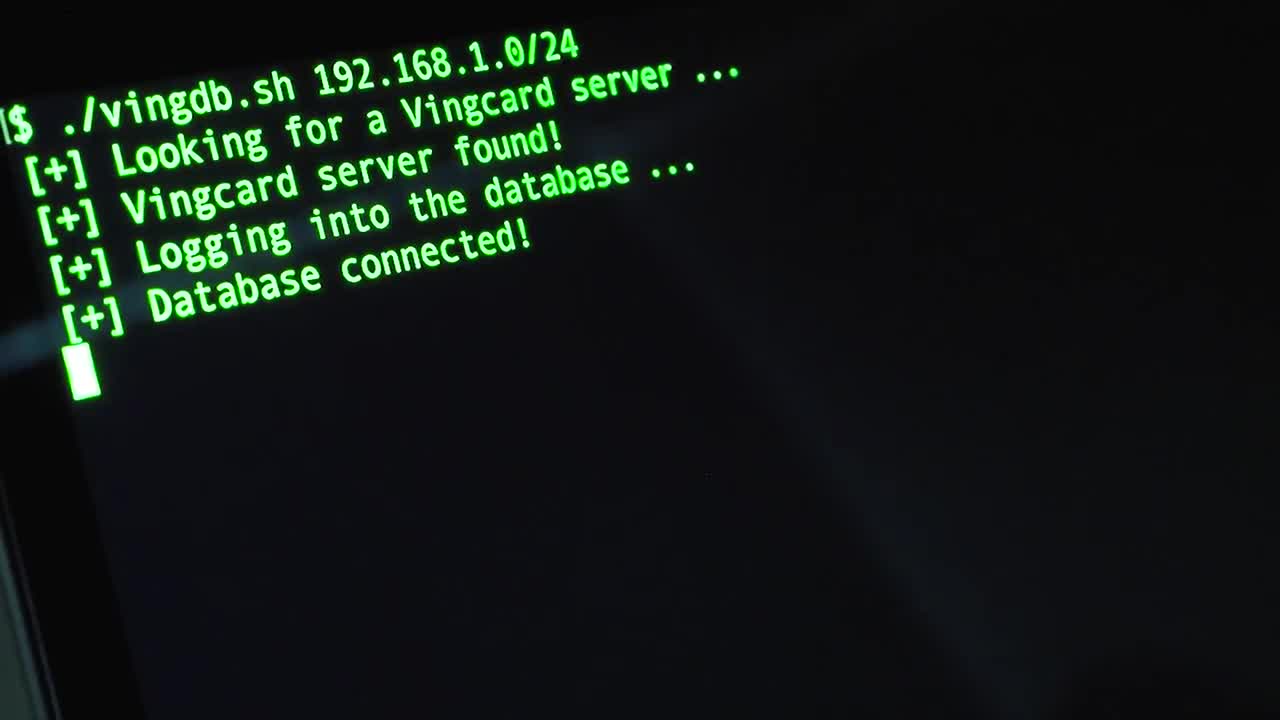 $ ./vingdb.sh 192.168.1.0/24
[+] Looking for a Vingcard server ...
[+] Vingcard server found!
[+] Logging into the database ...
[+] Database connected!